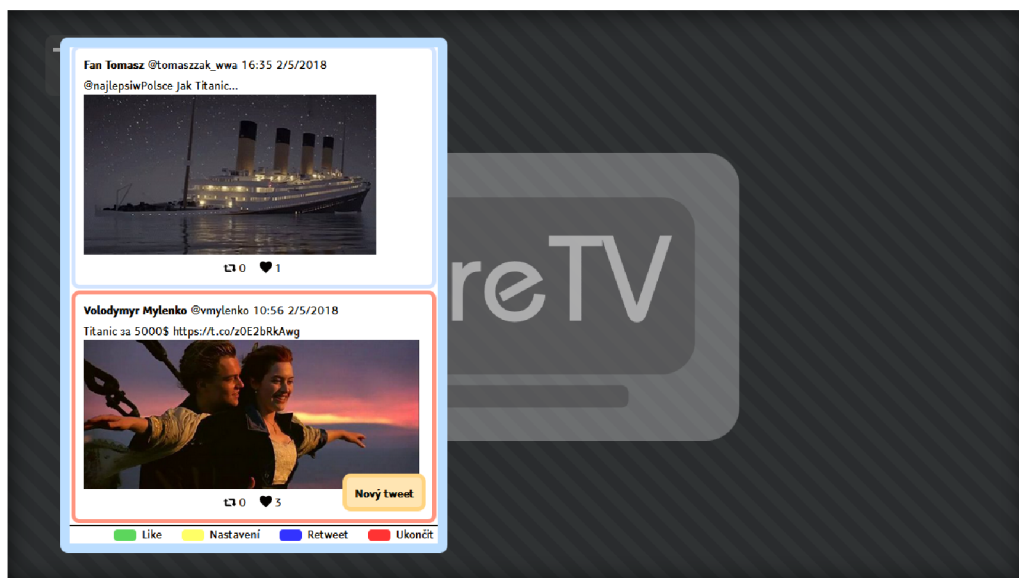 Fan Tomasz @tomaszzak_wwa 16:35 2/5/2018
@najlepsiwPolsce Jak Titanic...
0 1
reTV
Volodymyr Mylenko @vmylenko 10:56 2/5/2018
Titanic за 5000$ https://t.co/z0E2bRkAwg
0 3
Nový tweet
Like Nastavení Retweet Ukončit